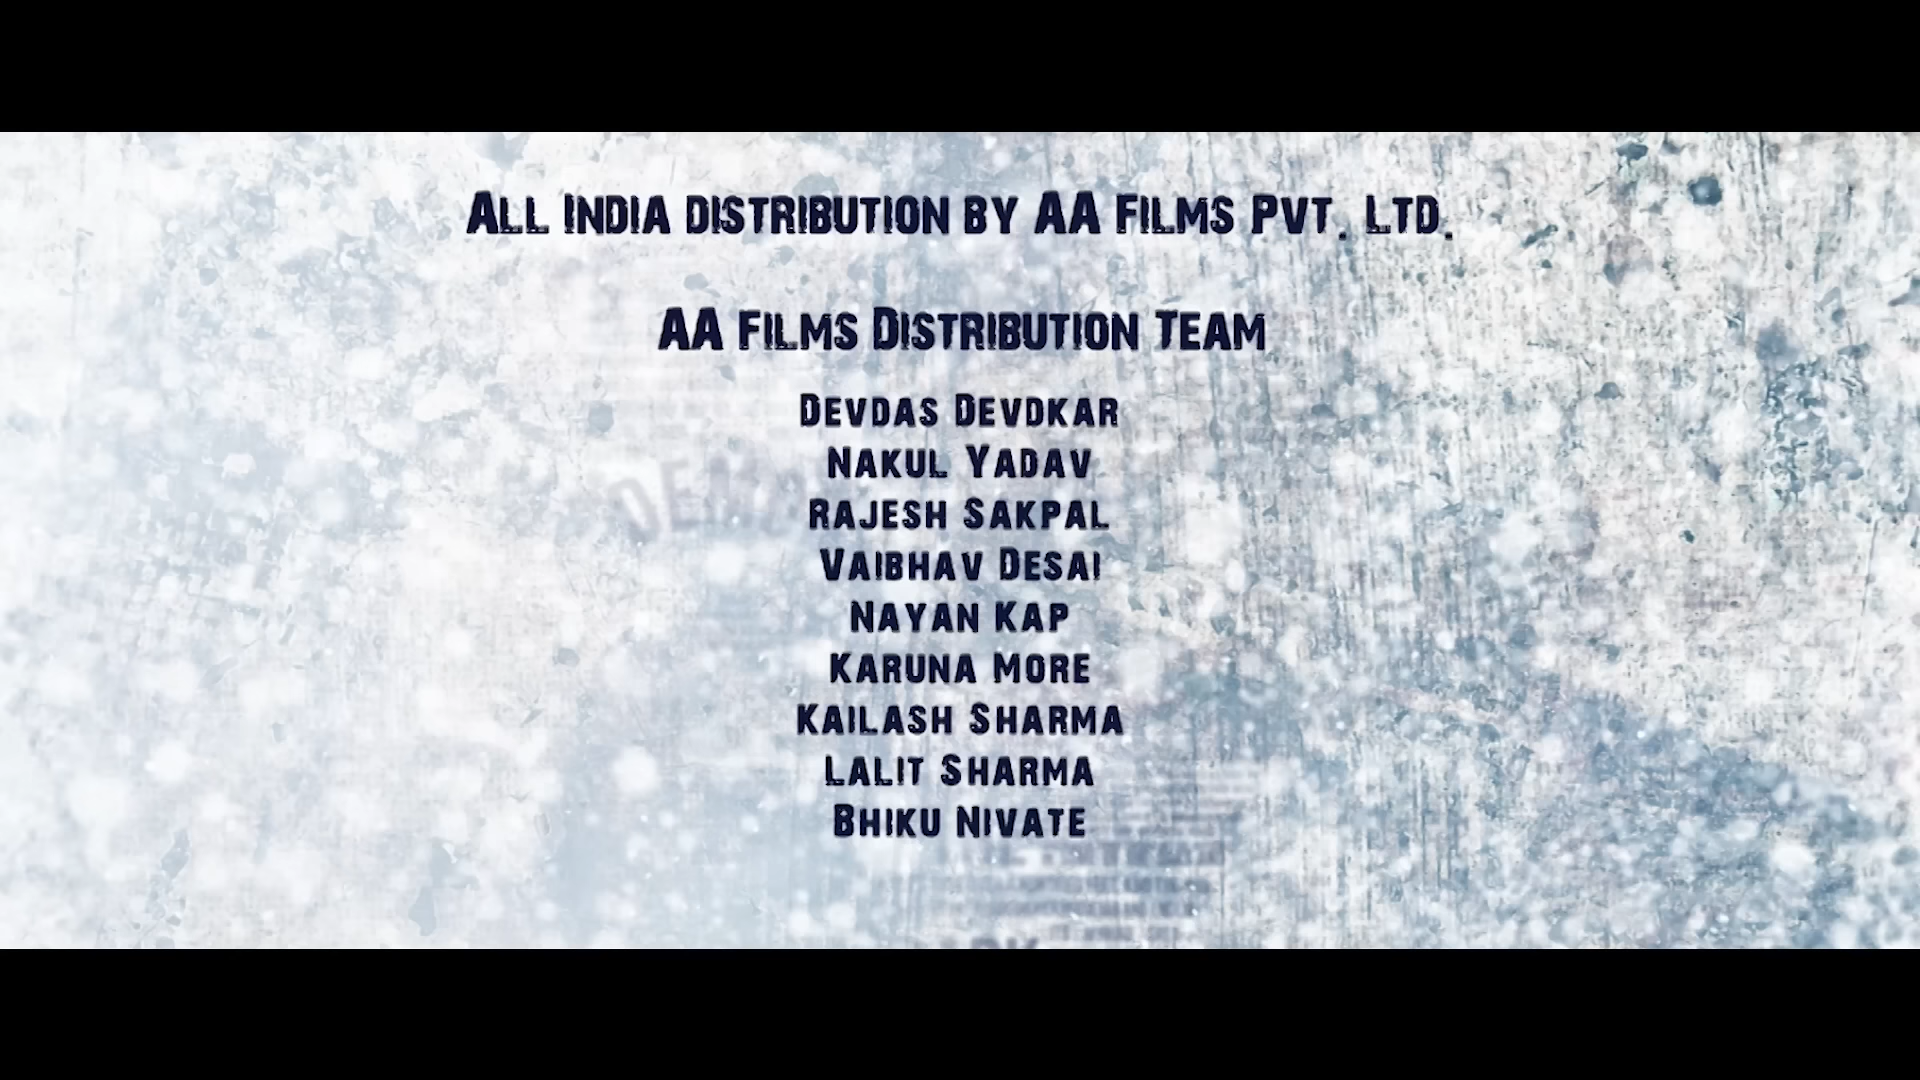 All India distribution by AA Films Pvt. Ltd.
AA Films Distribution Team
Devdas Devdkar
Nakul Yadav
Rajesh Sakpal
Vaibhav Desai
Nayan Kap
Karuna More
Kailash Sharma
Lalit Sharma
Bhiku Nivate